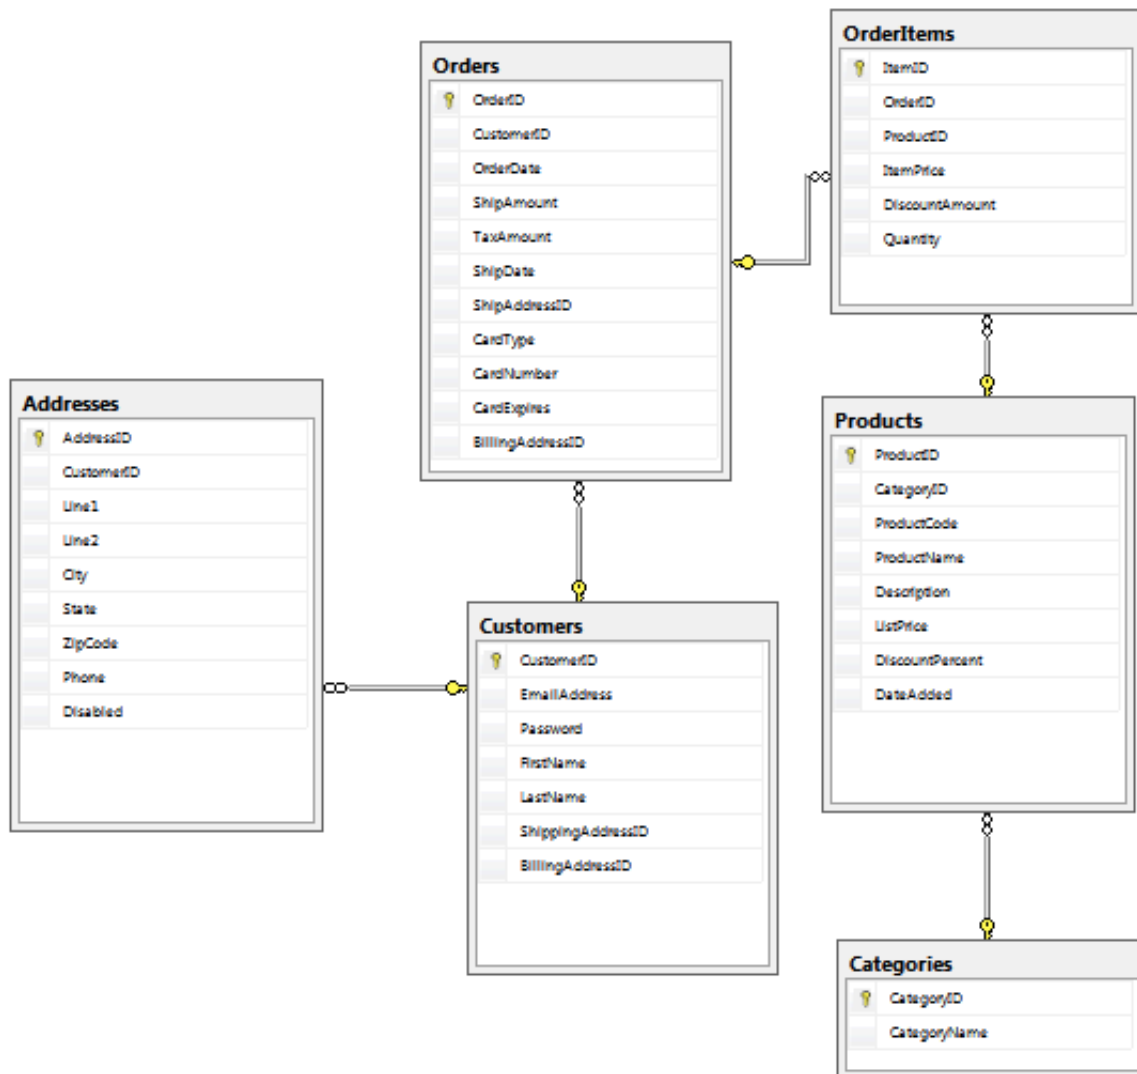 Orders
OrderID
CustomerID
OrderDate
ShipAmount
TaxAmount
ShipDate
ShipAddressID
CardType
CardNumber
CardExpires
BillingAddressID
OrderItems
ItemID
OrderID
ProductID
ItemPrice
DiscountAmount
Quantity
Addresses
AddressID
CustomerID
Line1
Line2
City
State
ZipCode
Phone
Disabled
Customers
CustomerID
EmailAddress
Password
FirstName
LastName
ShippingAddressID
BillingAddressID
Products
ProductID
CategoryID
ProductCode
ProductName
Description
ListPrice
DiscountPercent
DateAdded
Categories
CategoryID
CategoryName